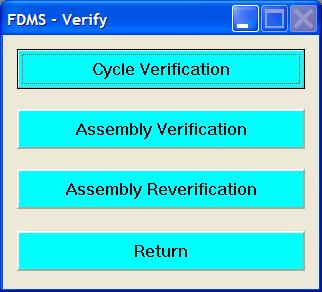 FDMS - Verify
Cycle Verification
Assembly Verification
Assembly Reverification
Return